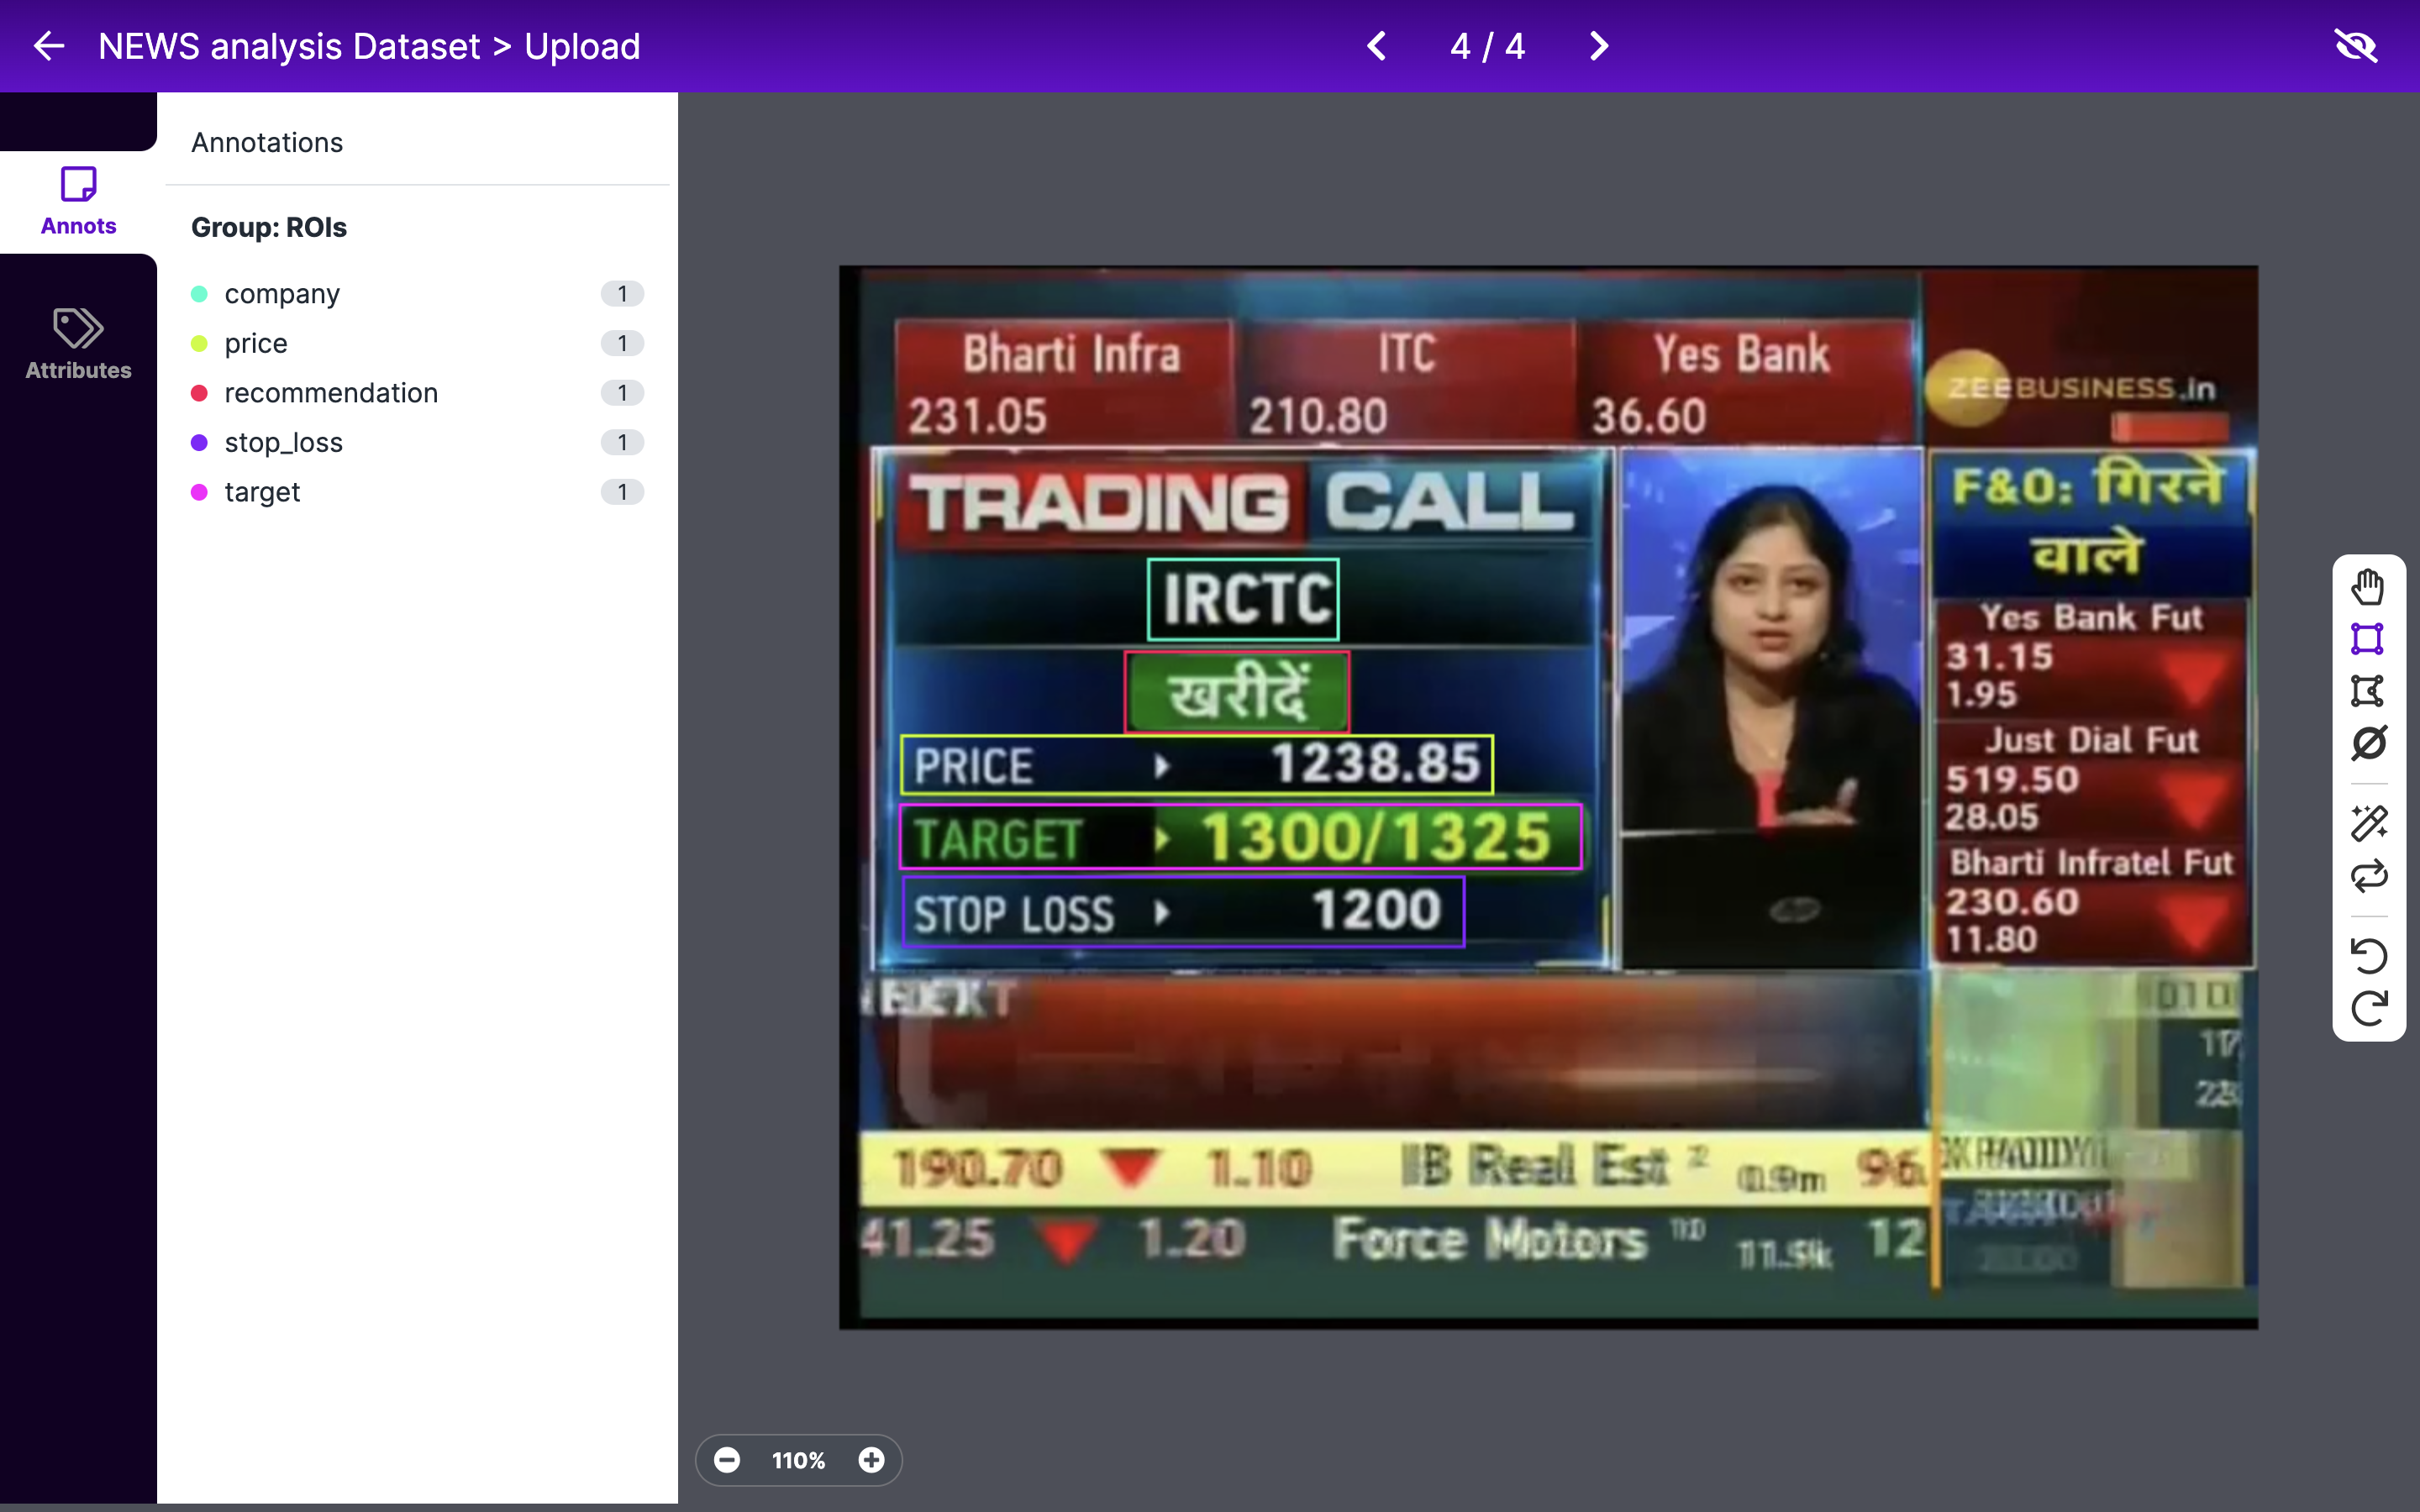 NEWS analysis Dataset > Upload
4 / 4
Annots
Attributes
Annotations
Group: ROIs
company 1
price 1
recommendation 1
stop_loss 1
target 1
Bharti Infra
231.05
ITC
210.80
Yes Bank
36.60
ZEEBUSINESS.in
TRADING CALL
IRCTC
खरीदें
PRICE 1238.85
TARGET 1300/1325
STOP LOSS 1200
F&O: गिरने
वाले
Yes Bank Fut
31.15
1.95
Just Dial Fut
519.50
28.05
Bharti Infratel Fut
230.60
11.80
190.70 1.10 IB Real Est 2 0.9m 96
41.25 1.20 Force Motors 10 11.9k 12
110%